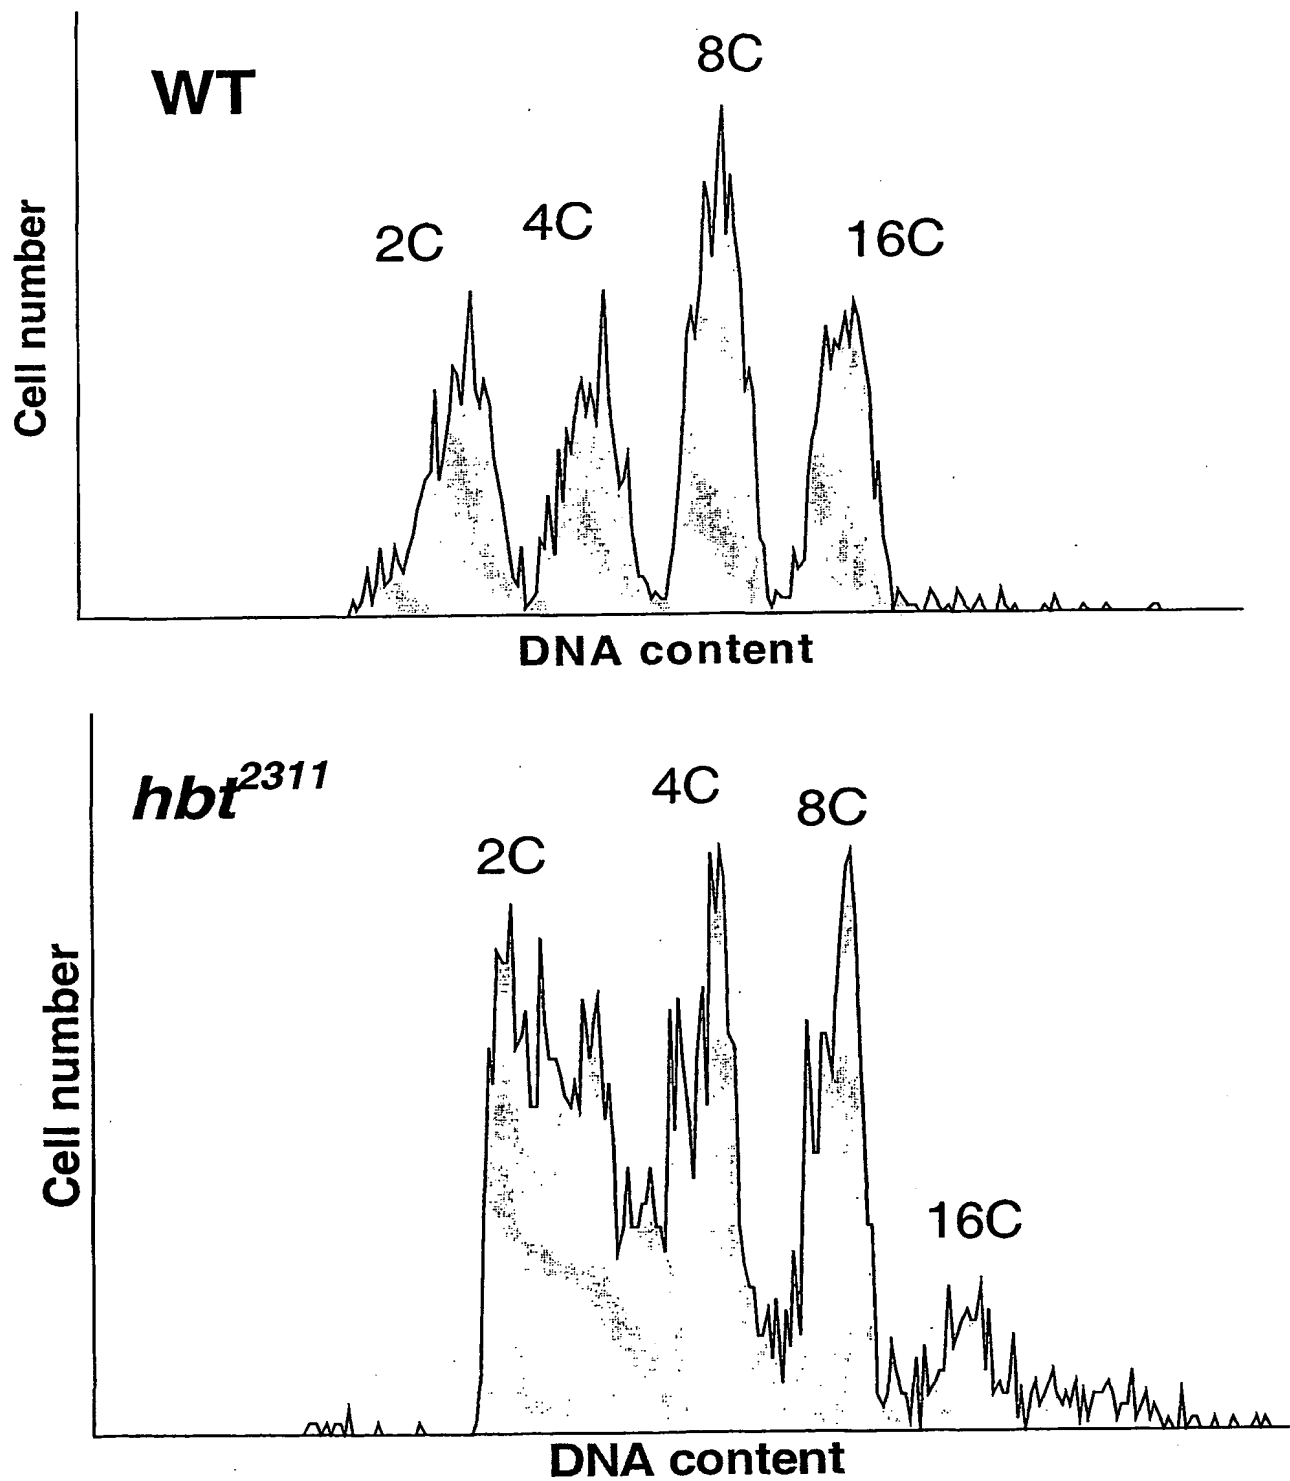 WT
8C
2C
4C
16C
Cell number
DNA content
hbt2311
4C
8C
2C
16C
Cell number
DNA content